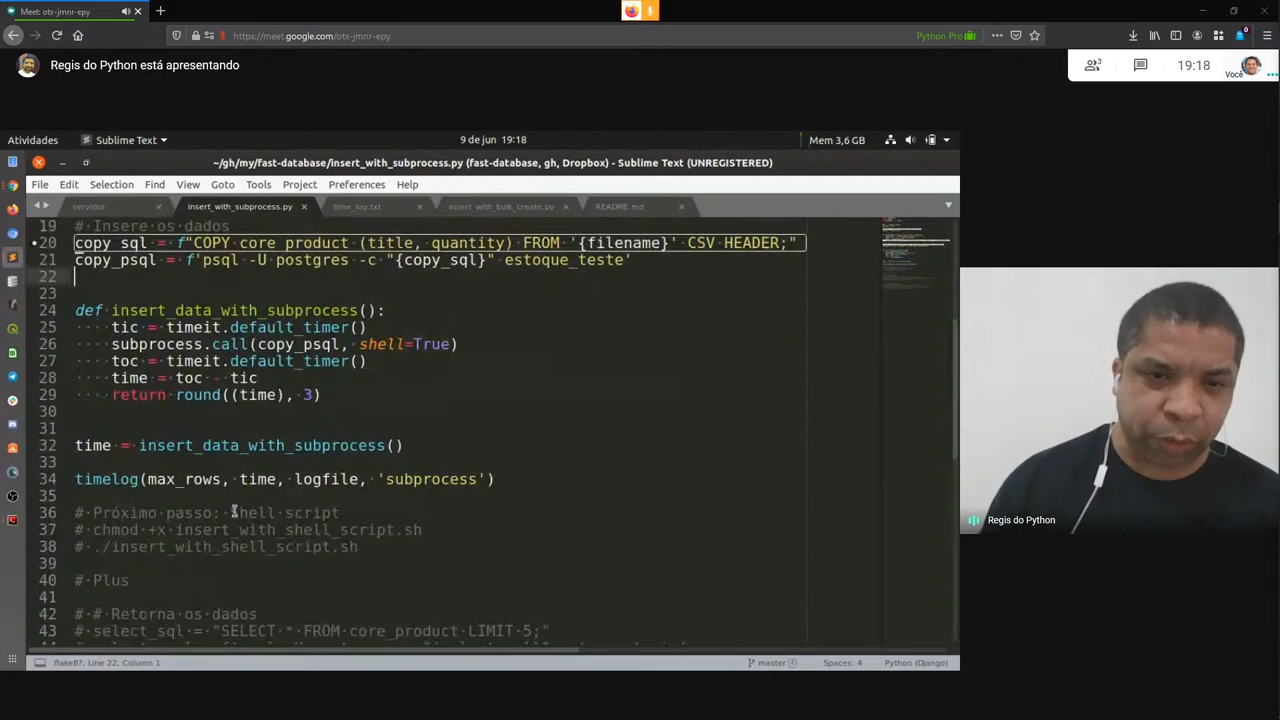 Meet: otx-jmnr-epy
https://meet.google.com/otx-jmnr-epy
Python Pro
Regis do Python está apresentando
3
19:18
Você
Atividades
Sublime Text
9 de jun 19:18
Mem 3,6 GB
~/gh/my/fast-database/insert_with_subprocess.py (fast-database, gh, Dropbox) - Sublime Text (UNREGISTERED)
File Edit Selection Find View Goto Tools Project Preferences Help
servidor
insert_with_subprocess.py
time_log.txt
insert_with_bulk_create.py
README.md
19 # Insere os dados
20 copy_sql = f"COPY core_product (title, quantity) FROM '{filename}' CSV HEADER;"
21 copy_psql = f'psql -U postgres -c "{copy_sql}" estoque_teste'
22
23
24 def insert_data_with_subprocess():
25 tic = timeit.default_timer()
26 subprocess.call(copy_psql, shell=True)
27 toc = timeit.default_timer()
28 time = toc - tic
29 return round((time), 3)
30
31
32 time = insert_data_with_subprocess()
33
34 timelog(max_rows, time, logfile, 'subprocess')
35
36 # Próximo passo: shell script
37 # chmod +x insert_with_shell_script.sh
38 # ./insert_with_shell_script.sh
39
40 # Plus
41
42 # # Retorna os dados
43 # select_sql = "SELECT * FROM core_product LIMIT 5;"
Regis do Python
flake8?, Line 22, Column 1
master 4
Spaces: 4
Python (Django)